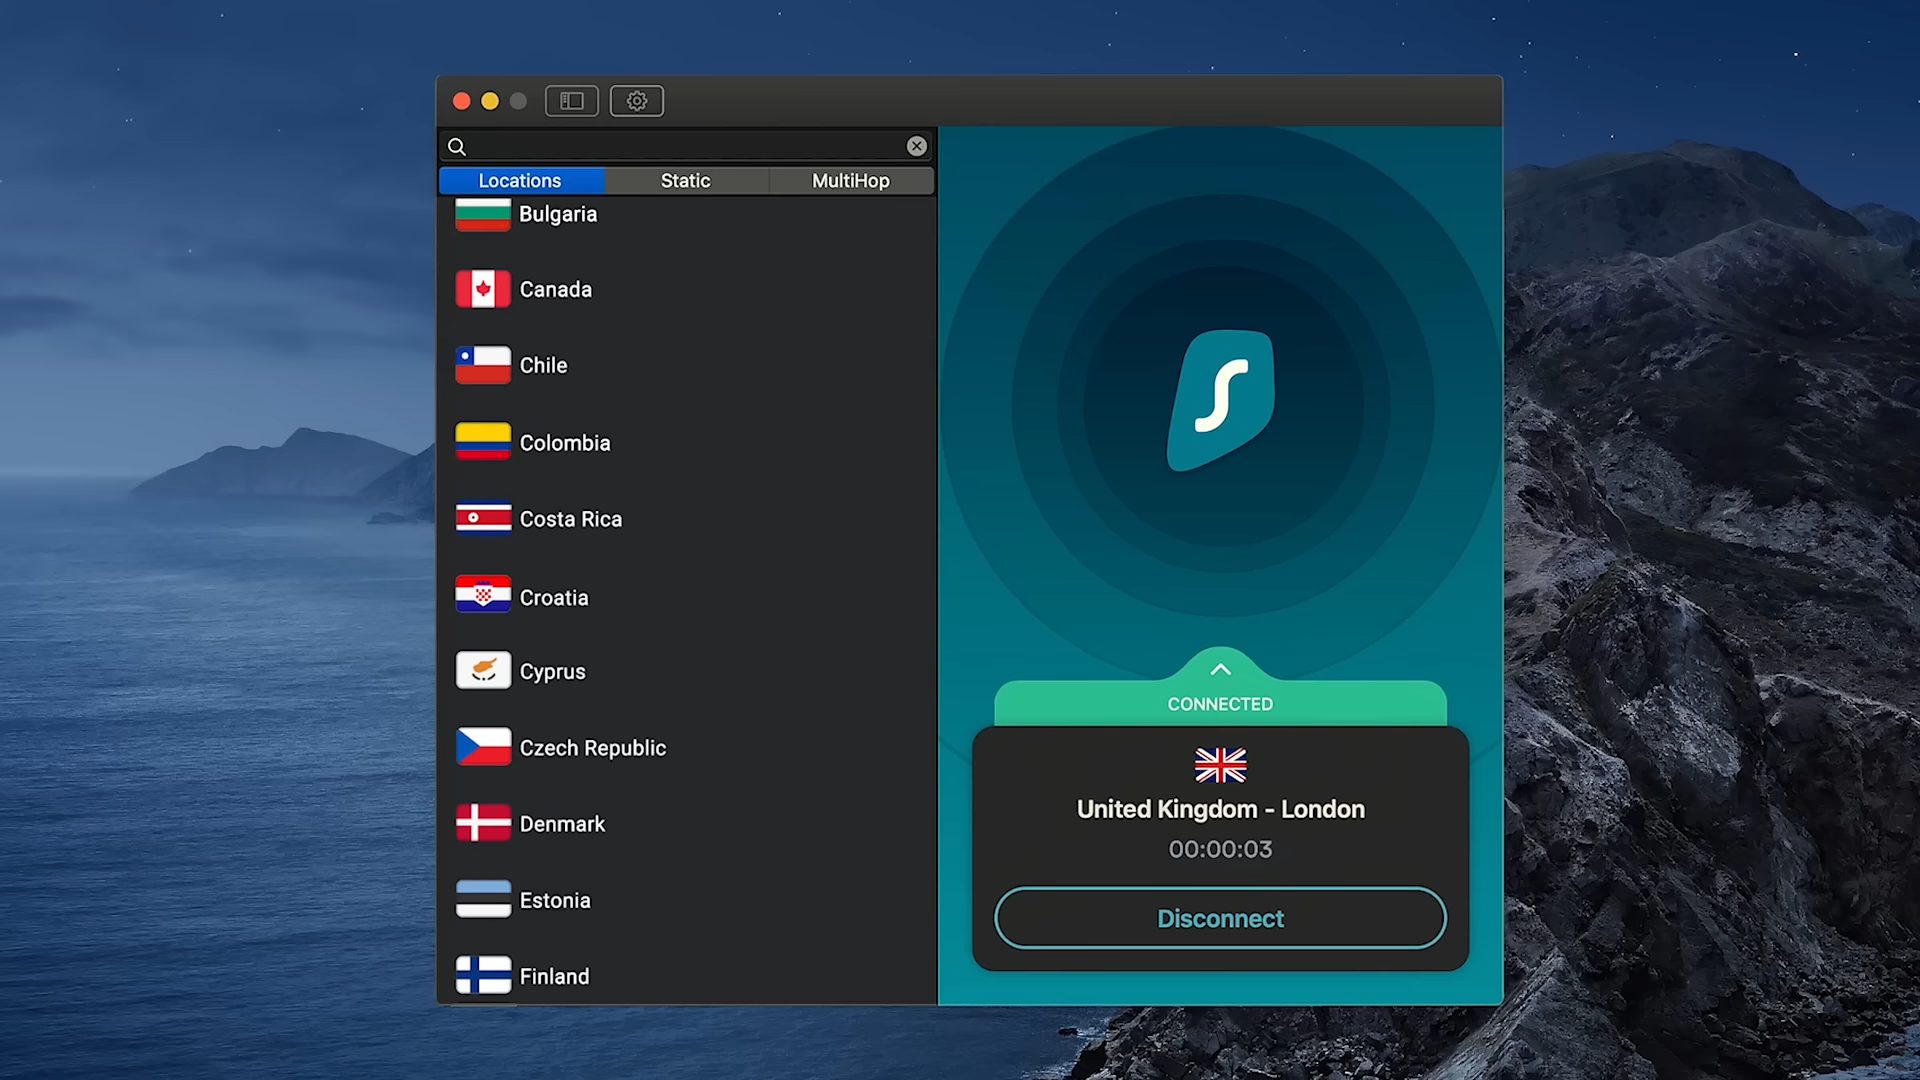 Locations Static MultiHop
Bulgaria
Canada
Chile
Colombia
Costa Rica
Croatia
Cyprus
Czech Republic
Denmark
Estonia
Finland
S
CONNECTED
United Kingdom - London
00:00:03
Disconnect